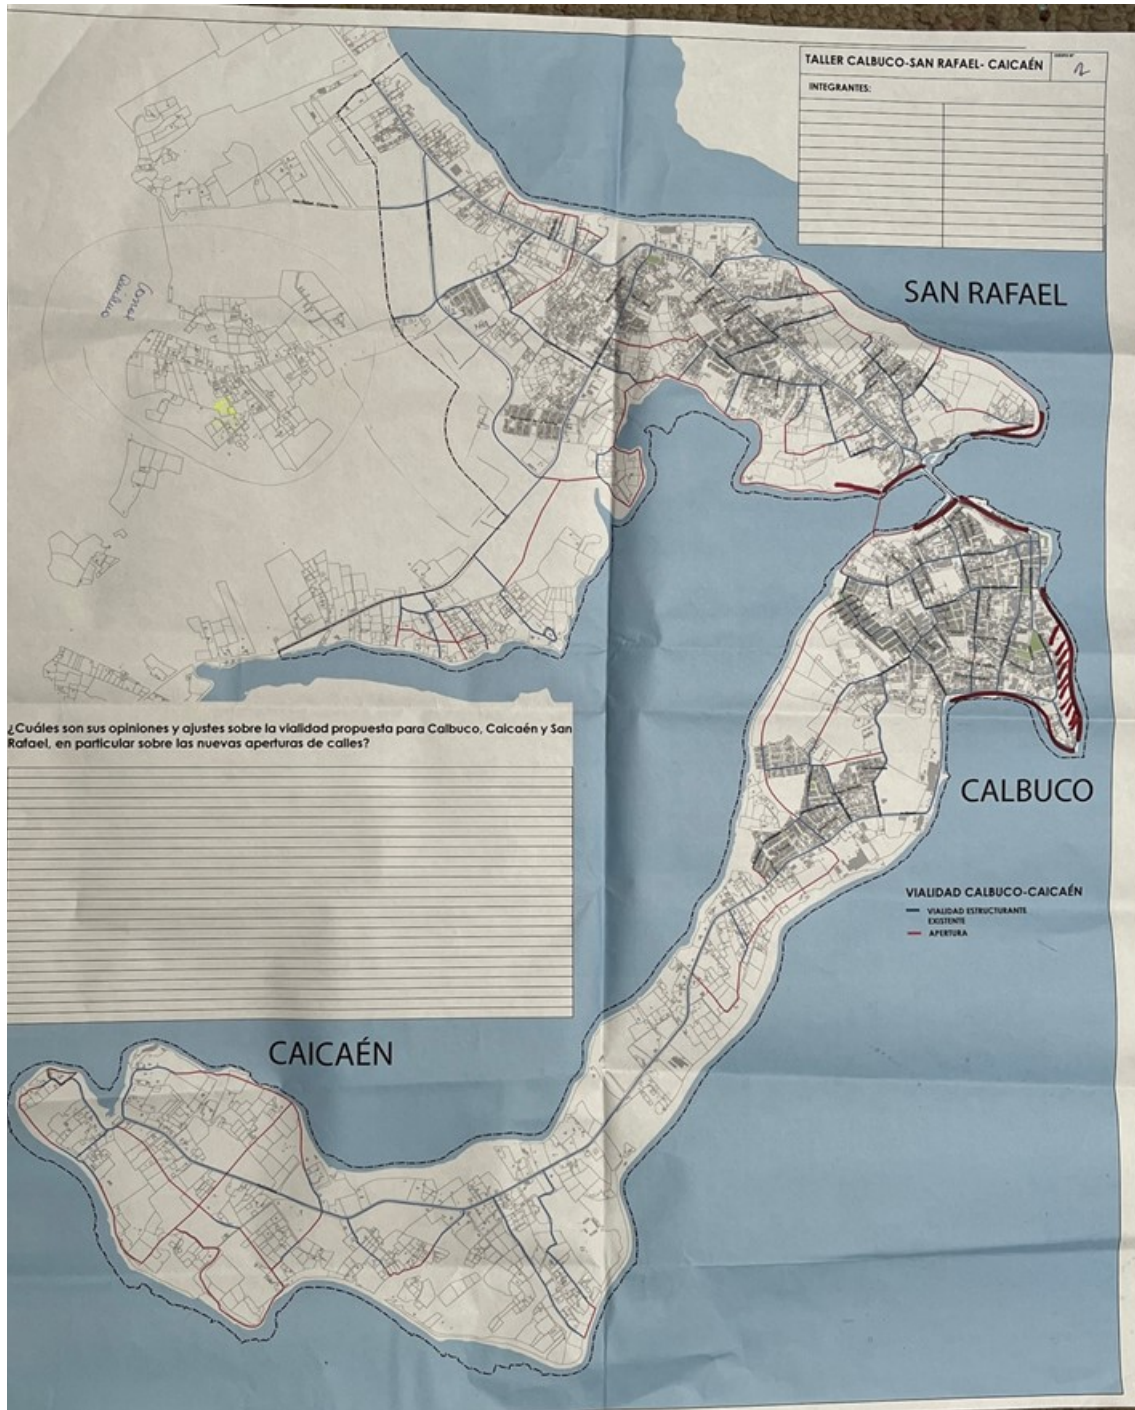 TALLER CALBUCO-SAN RAFAEL- CAICAÉN
2
INTEGRANTES:
SAN RAFAEL
¿Cuáles son sus opiniones y ajustes sobre la vialidad propuesta para Calbuco, Caicaén y San
Rafael, en particular sobre las nuevas aperturas de calles?
CALBUCO
VIALIDAD CALBUCO-CAICAÉN
VIALIDAD ESTRUCTURANTE
EXISTENTE
APERTURA
CAICAÉN